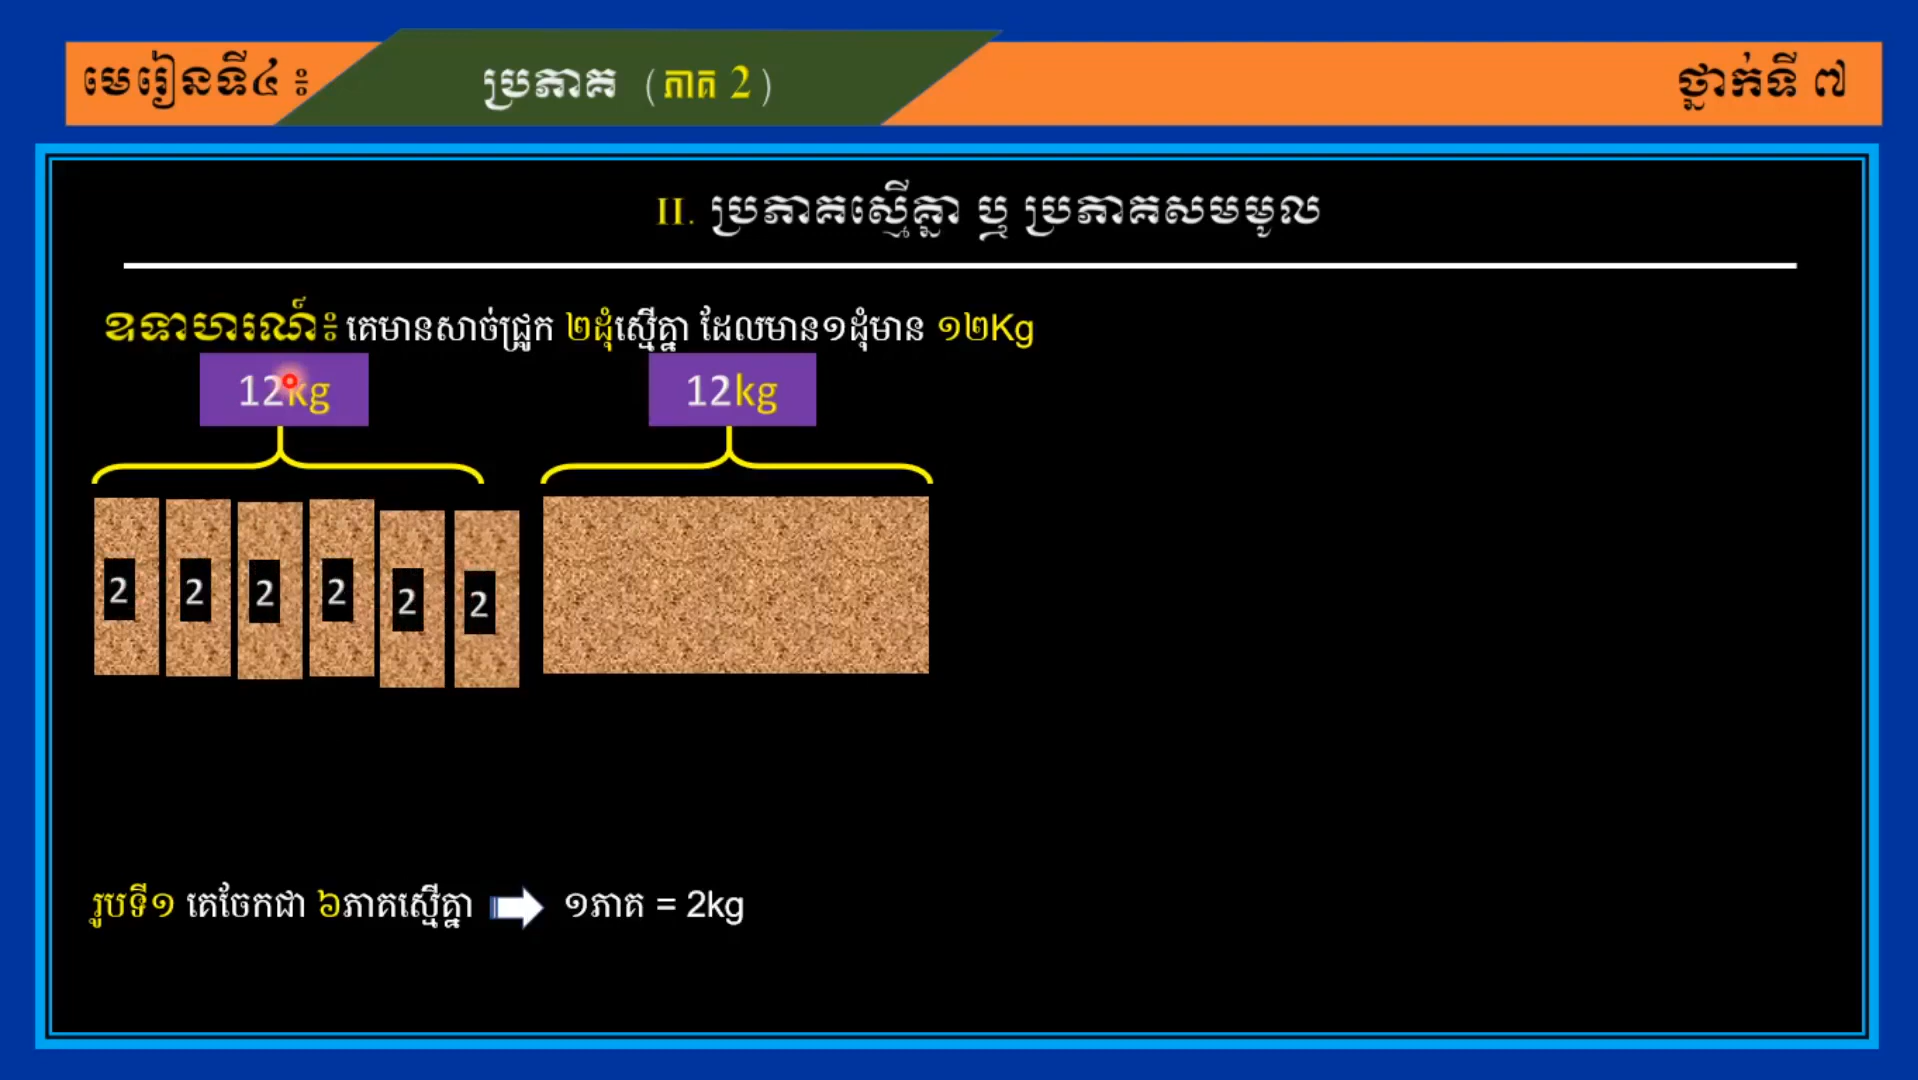 មេរៀនទី៤ ៖ ប្រភាគ (ភាគ 2) ថ្នាក់ទី ៧
II. ប្រភាគស្មើគ្នា ឬ ប្រភាគសមមូល
ឧទាហរណ៍៖ គេមានសាច់ជ្រូក ២ដុំស្មើគ្នា ដែលមាន១ដុំមាន ១២Kg
12kg 12kg
2 2 2 2 2 2
រូបទី១ គេចែកជា ៦ភាគស្មើគ្នា ១ភាគ = 2kg